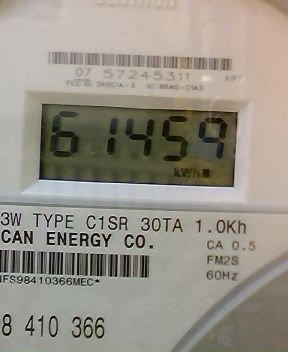 07 57245311
61459
kWh
3W TYPE C1SR 30TA 1.0Kh
CAN ENERGY CO.
CA 0.5
FM2S
60Hz
NFS98410366MEC*
8 410 366